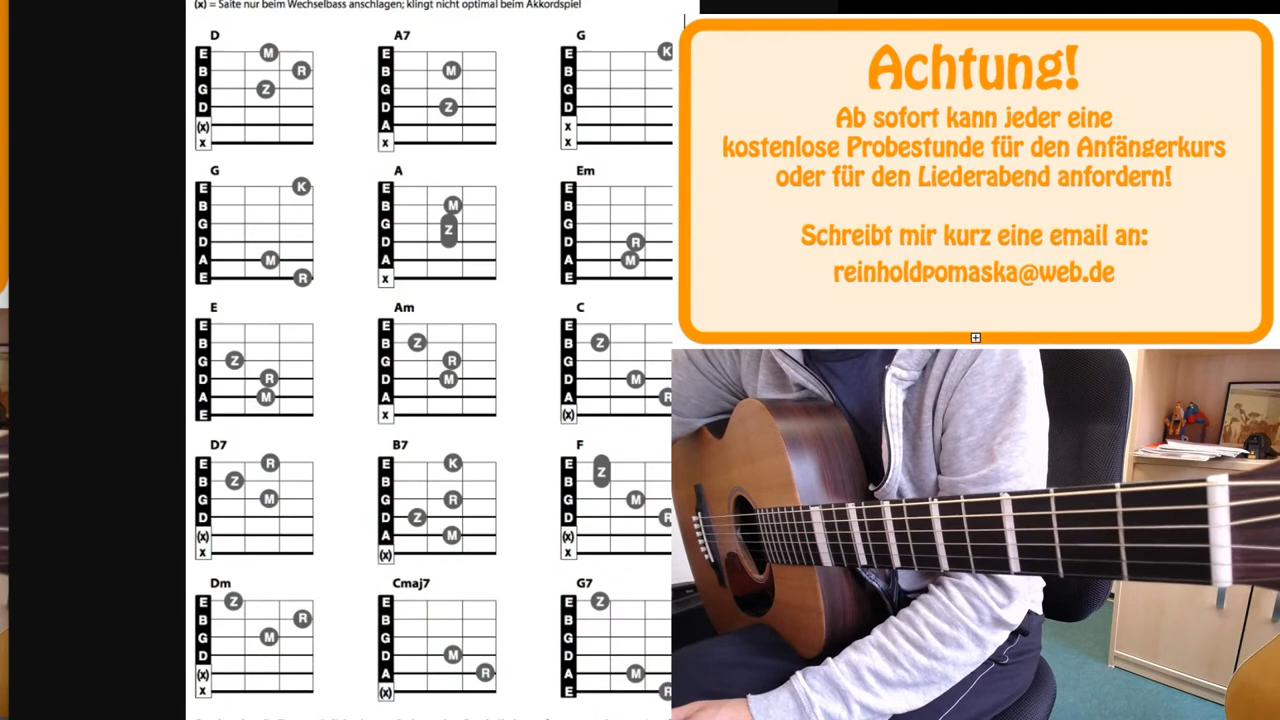 (x) = Saite nur beim Wechselbass anschlagen; klingt nicht optimal beim Akkordspiel
D
E M
B R
G Z
D
(x)
x
A7
E
B M
G
D Z
A
x
G
E K
B
G
D
x
x
G
E K
B
G
D
A M
E R
A
E
B M
G Z
D
A
x
Em
E
B
G
D R
A M
E
E
E
B
G Z
D R
A M
E
Am
E
B Z
G R
D M
A
x
C
E
B Z
G
D M
A R
(x)
D7
E R
B Z
G M
D
(x)
x
B7
E K
B
G R
D Z
A M
(x)
F
E Z
B
G M
D R
(x)
x
Dm
E Z
B R
G M
D
(x)
x
Cmaj7
E
B
G
D M
A R
(x)
G7
E Z
B
G
D
A M
E R
Achtung!
Ab sofort kann jeder eine
kostenlose Probestunde für den Anfängerkurs
oder für den Liederabend anfordern!
Schreibt mir kurz eine email an:
reinholdpomaska@web.de